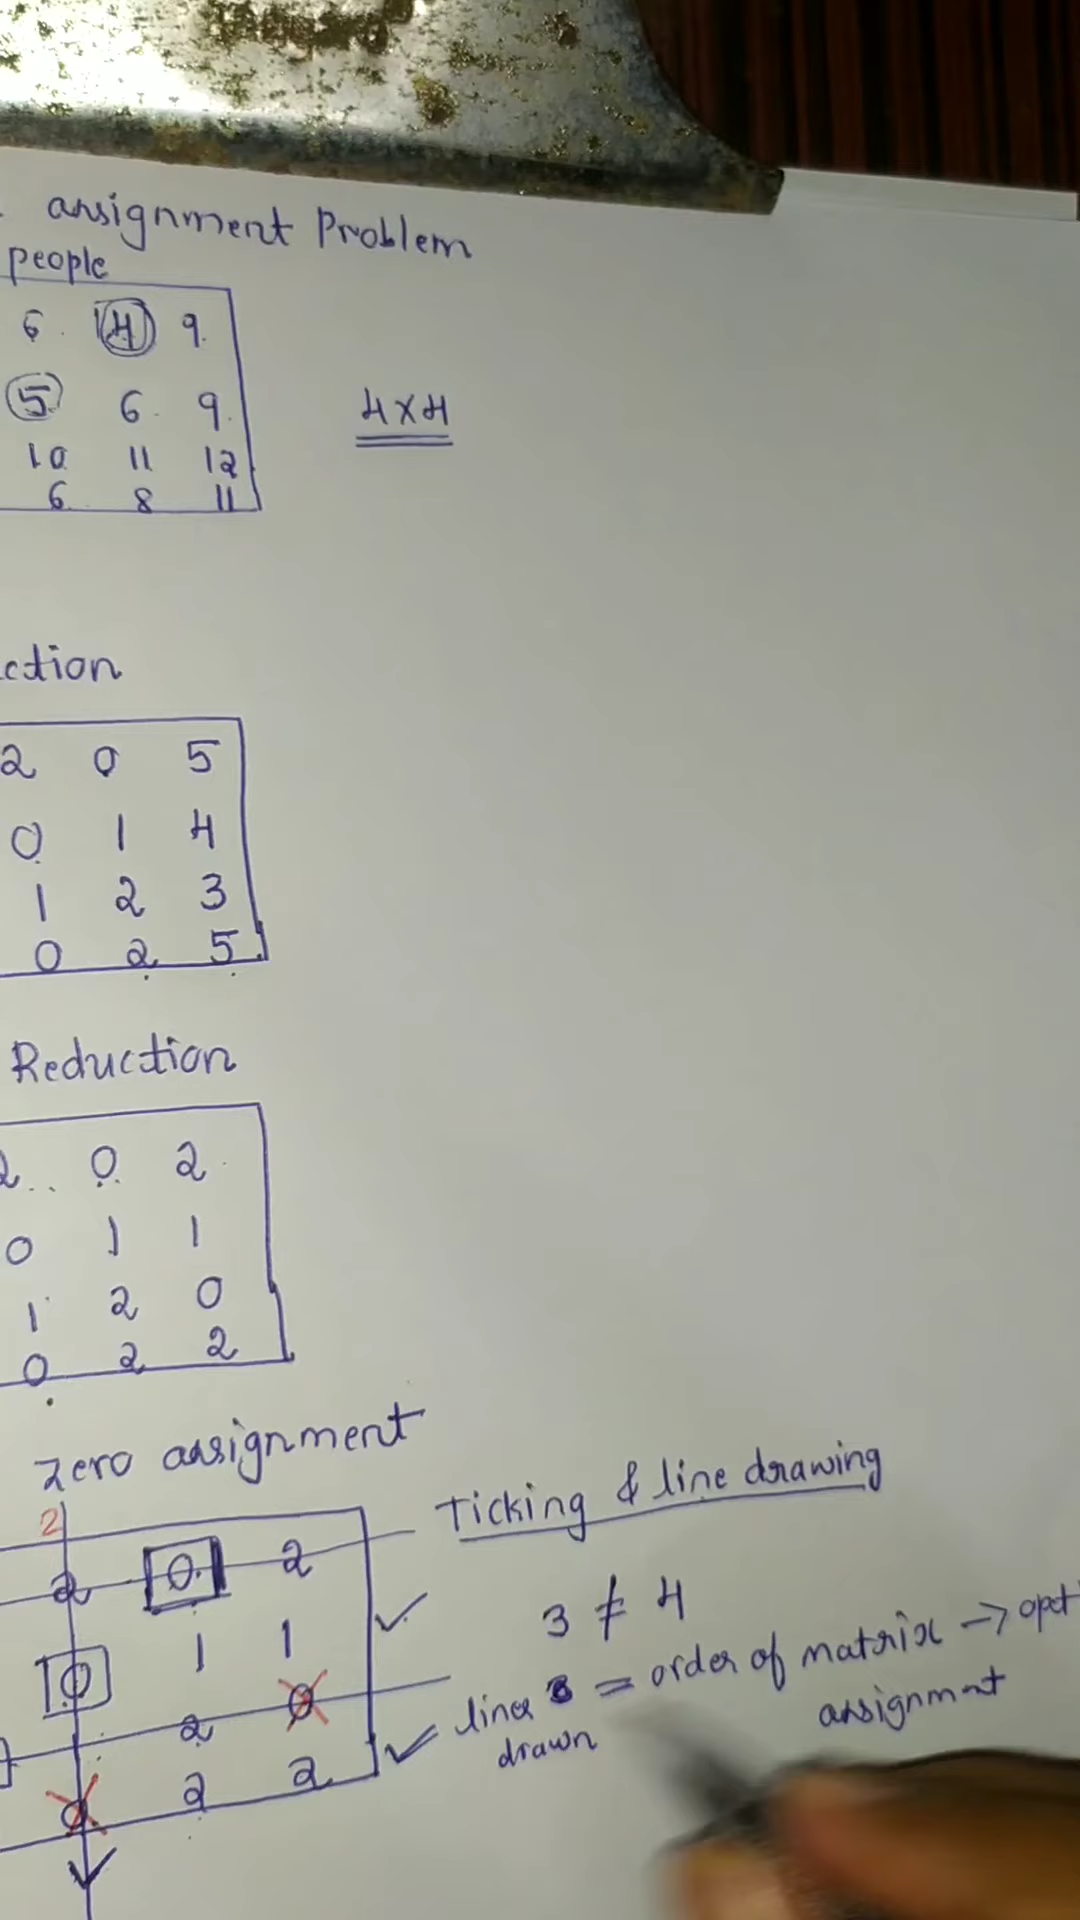 assignment Problem
people
6 4 9
5 6 9
4x4
10 11 12
6 8 11
ction
2 0 5
0 1 4
1 2 3
0 2 5
Reduction
2 0 2
0 1 1
1 2 0
0 2 2
zero assignment
Ticking & line drawing
2
2 0 2
3 ≠ 4
0 1 1
lines = order of matrix → opt
drawn assignment
2 0
0 2 2